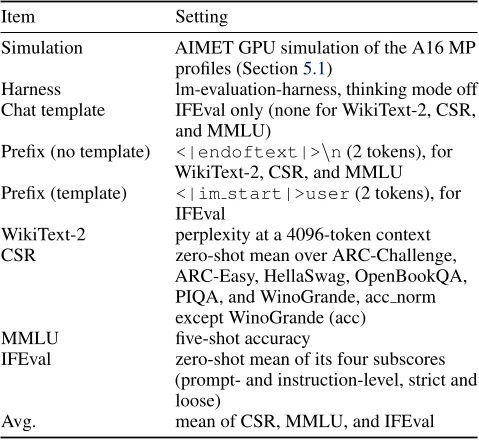 Item Setting
Simulation AIMET GPU simulation of the A16 MP
profiles (Section 5.1)
Harness lm-evaluation-harness, thinking mode off
Chat template IFEval only (none for WikiText-2, CSR,
and MMLU)
Prefix (no template) <|endoftext|>\n (2 tokens), for
WikiText-2, CSR, and MMLU
Prefix (template) <|im_start|>user (2 tokens), for
IFEval
WikiText-2 perplexity at a 4096-token context
CSR zero-shot mean over ARC-Challenge,
ARC-Easy, HellaSwag, OpenBookQA,
PIQA, and WinoGrande, acc_norm
except WinoGrande (acc)
MMLU five-shot accuracy
IFEval zero-shot mean of its four subscores
(prompt- and instruction-level, strict and
loose)
Avg. mean of CSR, MMLU, and IFEval